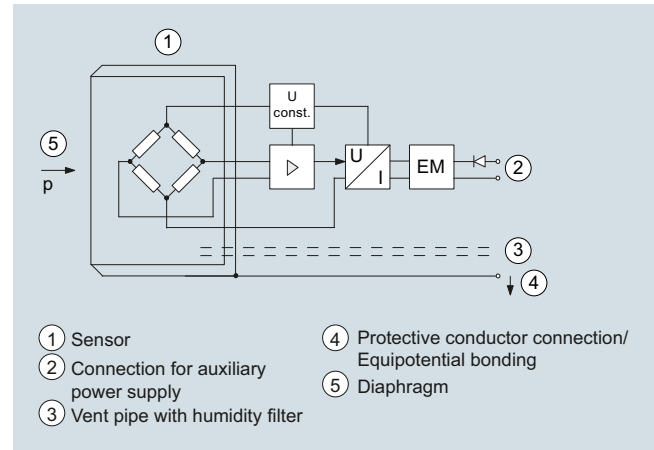 1
5
p
U
const.
U
I
EM
2
3
4
1 Sensor
2 Connection for auxiliary
power supply
3 Vent pipe with humidity filter
4 Protective conductor connection/
Equipotential bonding
5 Diaphragm